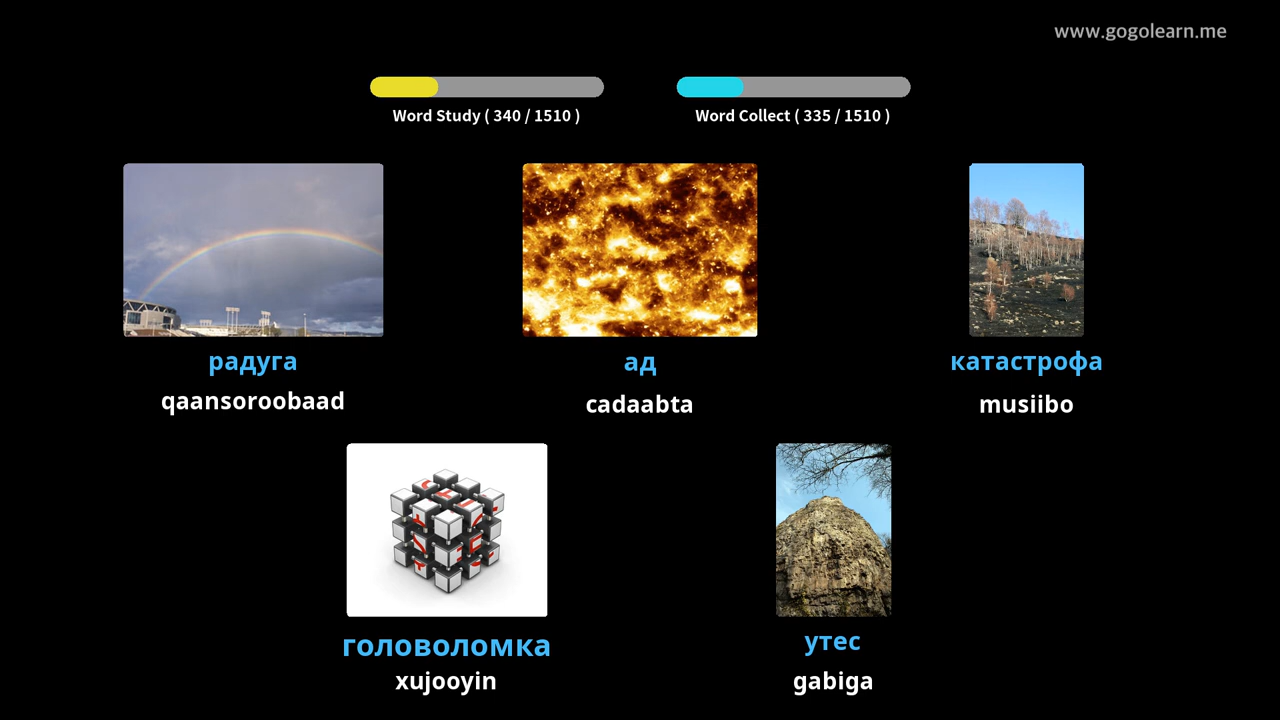 www.gogolearn.me
Word Study ( 340 / 1510 )
Word Collect ( 335 / 1510 )
радуга
qaansoroobaad
ад
cadaabta
катастрофа
musiibo
головоломка
xujooyin
утес
gabiga